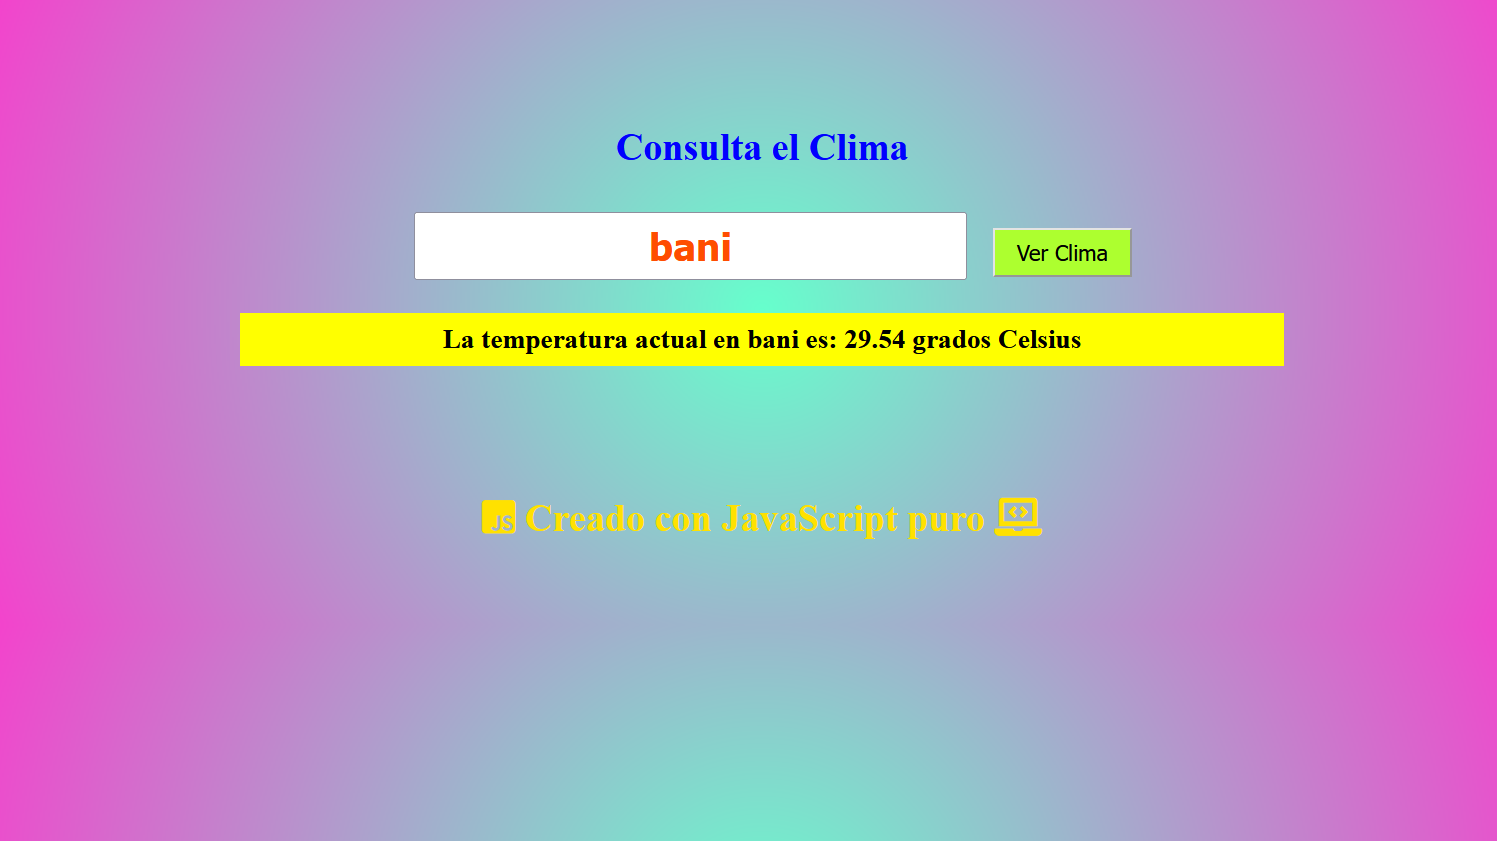 Consulta el Clima
bani
Ver Clima
La temperatura actual en bani es: 29.54 grados Celsius
JS Creado con JavaScript puro